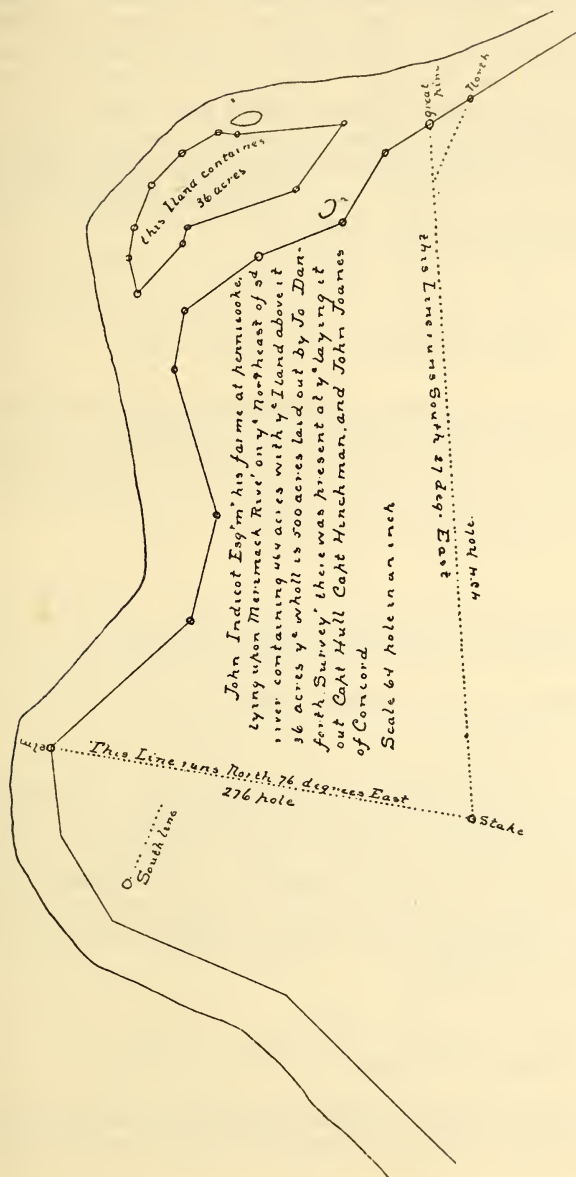 this Iland containes
36 acres
great pine
North
this Line runs South 21 deg. East
454 pole.
John Indicot Esqr his farme at pennicooke,
lying upon Merrimack Rive' on ye Northeast of sd
river containing 464 acres with ye Iland above it
36 acres ye wholl is 500 acres laid out by Jo Dan-
forth Survey' there was present at ye laying it
out Capt Hull Capt Hinchman, and John Joanes
of Concord
Scale 64 pole in an inch
Elm
This Line runs North 76 degrees East
276 pole
Stake
South line